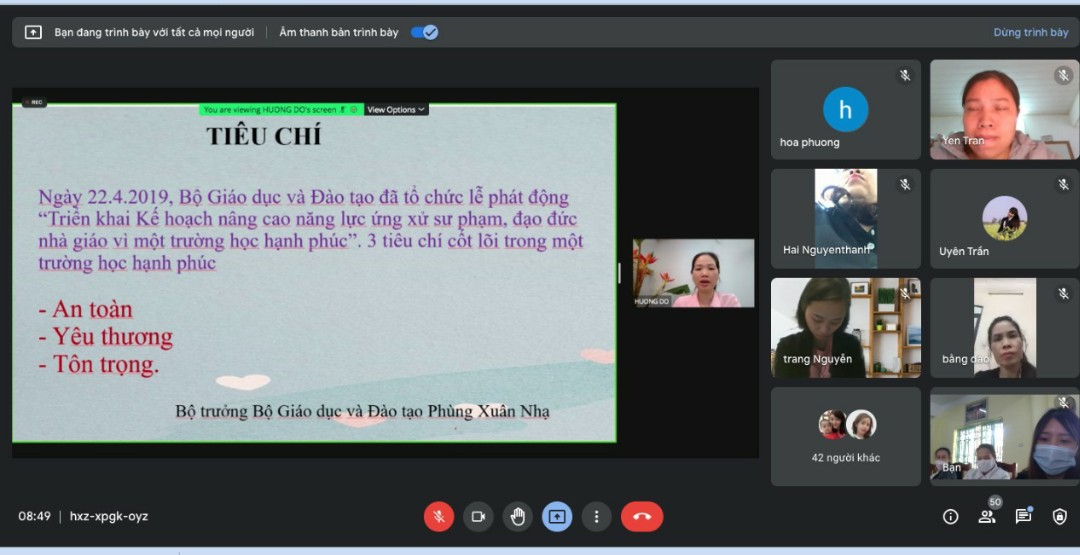 Bạn đang trình bày với tất cả mọi người
Âm thanh bản trình bày
Dừng trình bày
REC
You are viewing HUONG DO's screen
View Options
TIÊU CHÍ
Ngày 22.4.2019, Bộ Giáo dục và Đào tạo đã tổ chức lễ phát động
“Triển khai Kế hoạch nâng cao năng lực ứng xử sư phạm, đạo đức
nhà giáo vì một trường học hạnh phúc”. 3 tiêu chí cốt lõi trong một
trường học hạnh phúc
- An toàn
- Yêu thương
- Tôn trọng.
Bộ trưởng Bộ Giáo dục và Đào tạo Phùng Xuân Nhạ
HUONG DO
h
hoa phuong
Yen Tran
Hai Nguyenthanh
Uyên Trần
trang Nguyễn
bằng đào
42 người khác
Bạn
08:49 | hxz-xpgk-oyz
50